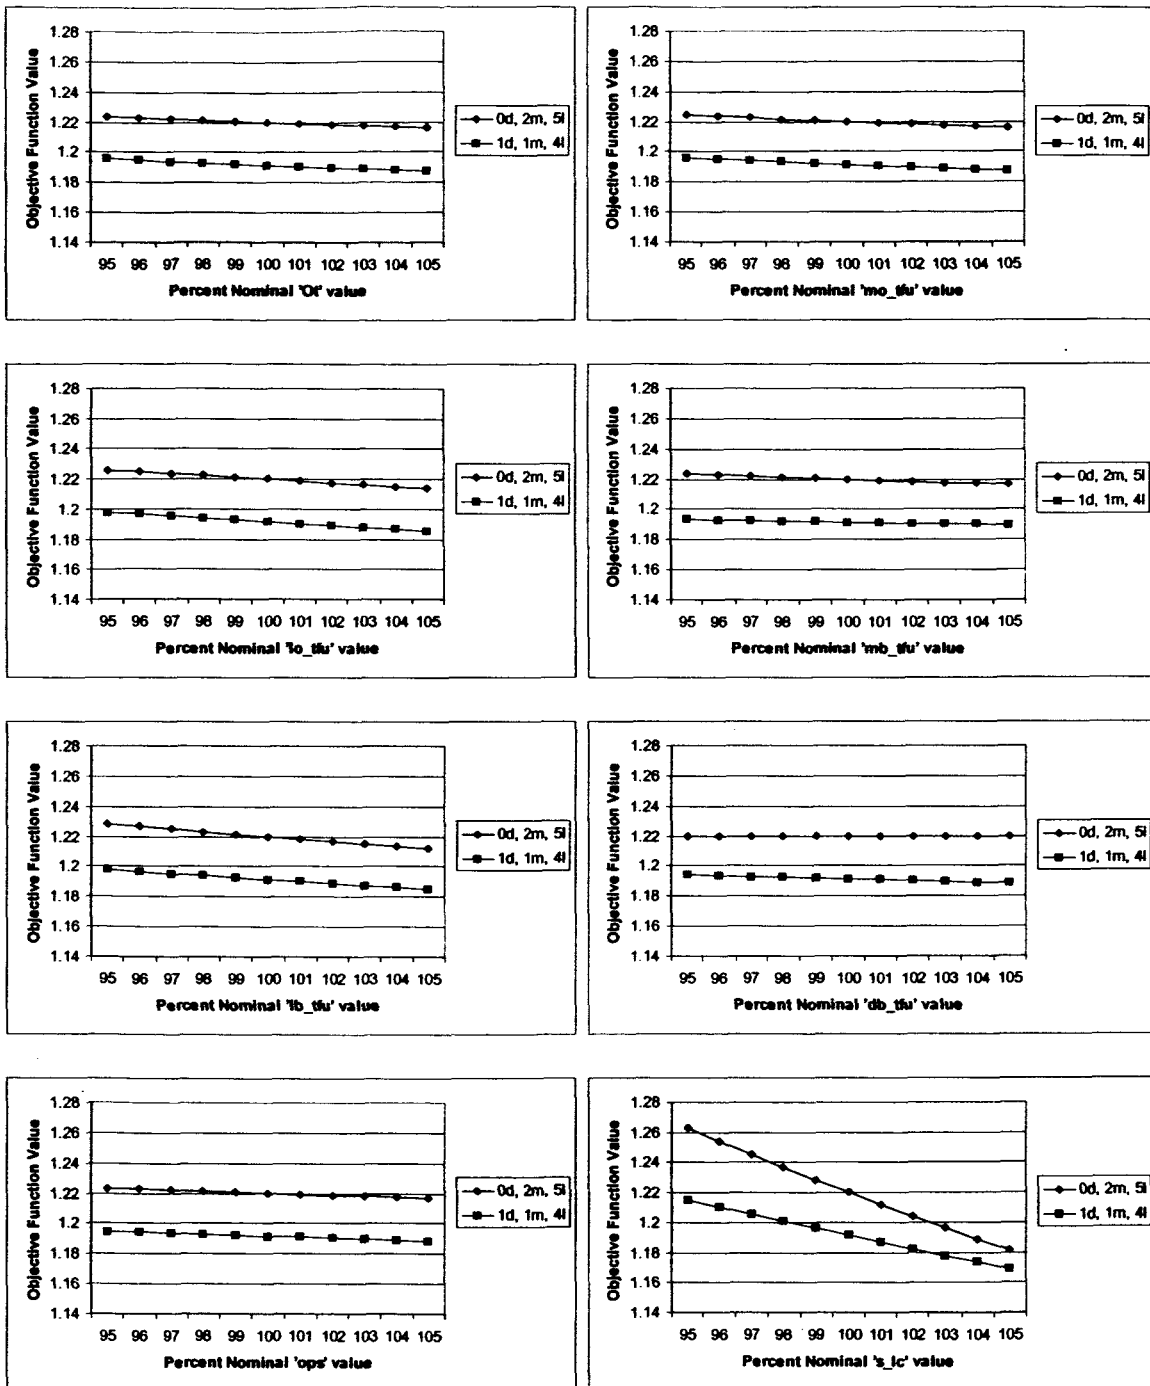 Objective Function Value
1.28
1.26
1.24
1.22
1.2
1.18
1.16
1.14
95 96 97 98 99 100 101 102 103 104 105
Percent Nominal 'Ot' value
0d, 2m, 5l
1d, 1m, 4l
Objective Function Value
1.28
1.26
1.24
1.22
1.2
1.18
1.16
1.14
95 96 97 98 99 100 101 102 103 104 105
Percent Nominal 'mo_tfu' value
0d, 2m, 5l
1d, 1m, 4l
Objective Function Value
1.28
1.26
1.24
1.22
1.2
1.18
1.16
1.14
95 96 97 98 99 100 101 102 103 104 105
Percent Nominal 'lo_tfu' value
0d, 2m, 5l
1d, 1m, 4l
Objective Function Value
1.28
1.26
1.24
1.22
1.2
1.18
1.16
1.14
95 96 97 98 99 100 101 102 103 104 105
Percent Nominal 'mb_tfu' value
0d, 2m, 5l
1d, 1m, 4l
Objective Function Value
1.28
1.26
1.24
1.22
1.2
1.18
1.16
1.14
95 96 97 98 99 100 101 102 103 104 105
Percent Nominal 'lb_tfu' value
0d, 2m, 5l
1d, 1m, 4l
Objective Function Value
1.28
1.26
1.24
1.22
1.2
1.18
1.16
1.14
95 96 97 98 99 100 101 102 103 104 105
Percent Nominal 'db_tfu' value
0d, 2m, 5l
1d, 1m, 4l
Objective Function Value
1.28
1.26
1.24
1.22
1.2
1.18
1.16
1.14
95 96 97 98 99 100 101 102 103 104 105
Percent Nominal 'ops' value
0d, 2m, 5l
1d, 1m, 4l
Objective Function Value
1.28
1.26
1.24
1.22
1.2
1.18
1.16
1.14
95 96 97 98 99 100 101 102 103 104 105
Percent Nominal 's_lc' value
0d, 2m, 5l
1d, 1m, 4l